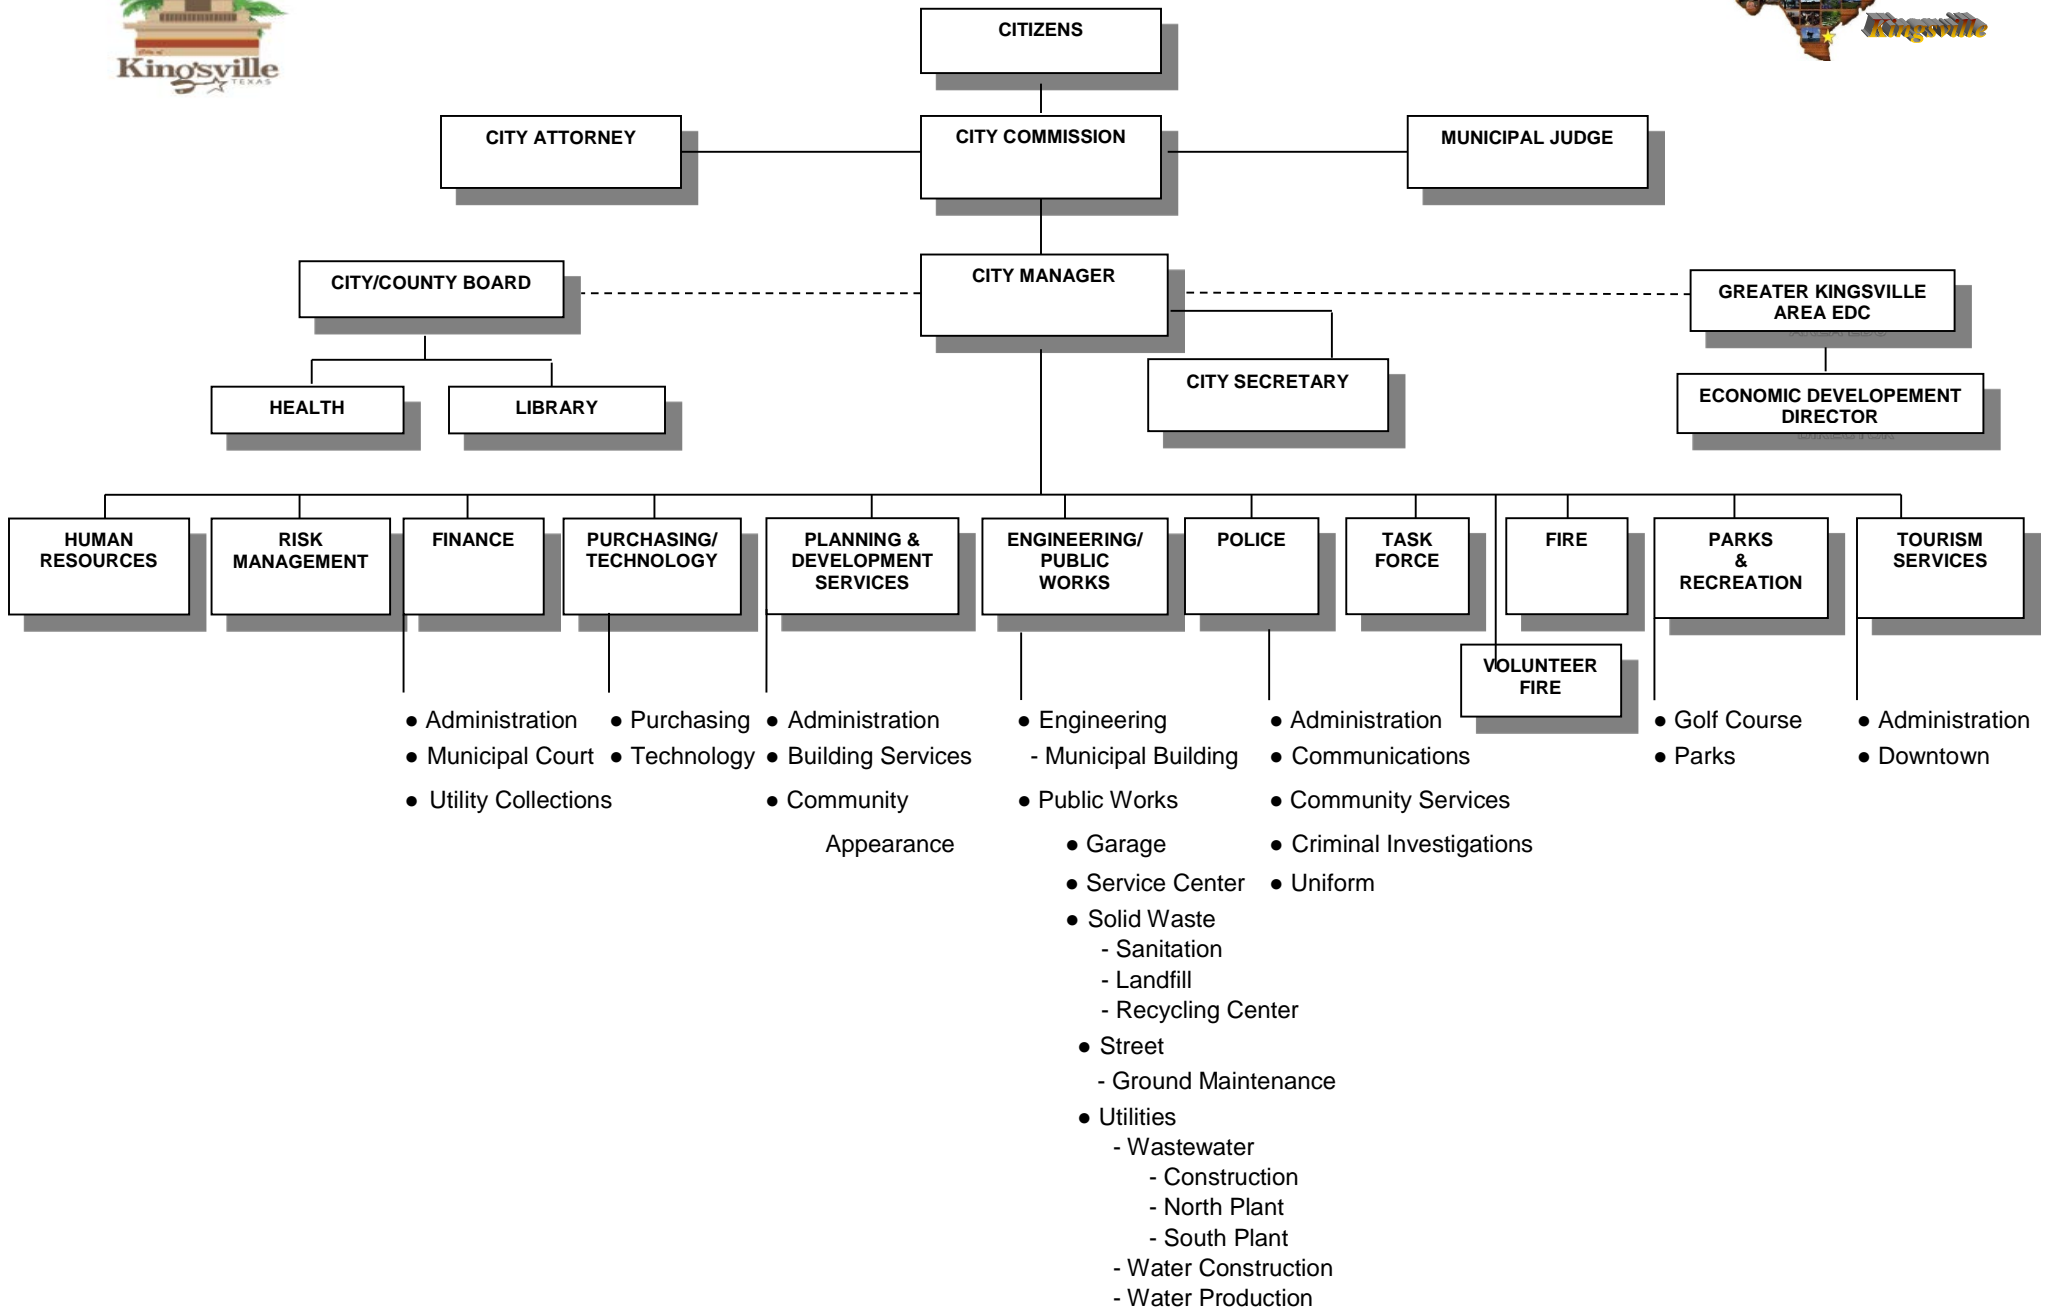 Kingsville
TEXAS
Kingsville
CITIZENS
CITY ATTORNEY
CITY COMMISSION
MUNICIPAL JUDGE
CITY/COUNTY BOARD
CITY MANAGER
GREATER KINGSVILLE
AREA EDC
HEALTH
LIBRARY
CITY SECRETARY
ECONOMIC DEVELOPEMENT
DIRECTOR
HUMAN
RESOURCES
RISK
MANAGEMENT
FINANCE
PURCHASING/
TECHNOLOGY
PLANNING &
DEVELOPMENT
SERVICES
ENGINEERING/
PUBLIC
WORKS
POLICE
TASK
FORCE
FIRE
PARKS
&
RECREATION
TOURISM
SERVICES
VOLUNTEER
FIRE
● Administration
● Municipal Court
● Utility Collections
● Purchasing
● Technology
● Administration
● Building Services
● Community
Appearance
● Engineering
- Municipal Building
● Public Works
● Garage
● Service Center
● Solid Waste
- Sanitation
- Landfill
- Recycling Center
● Street
- Ground Maintenance
● Utilities
- Wastewater
- Construction
- North Plant
- South Plant
- Water Construction
- Water Production
● Administration
● Communications
● Community Services
● Criminal Investigations
● Uniform
● Golf Course
● Parks
● Administration
● Downtown